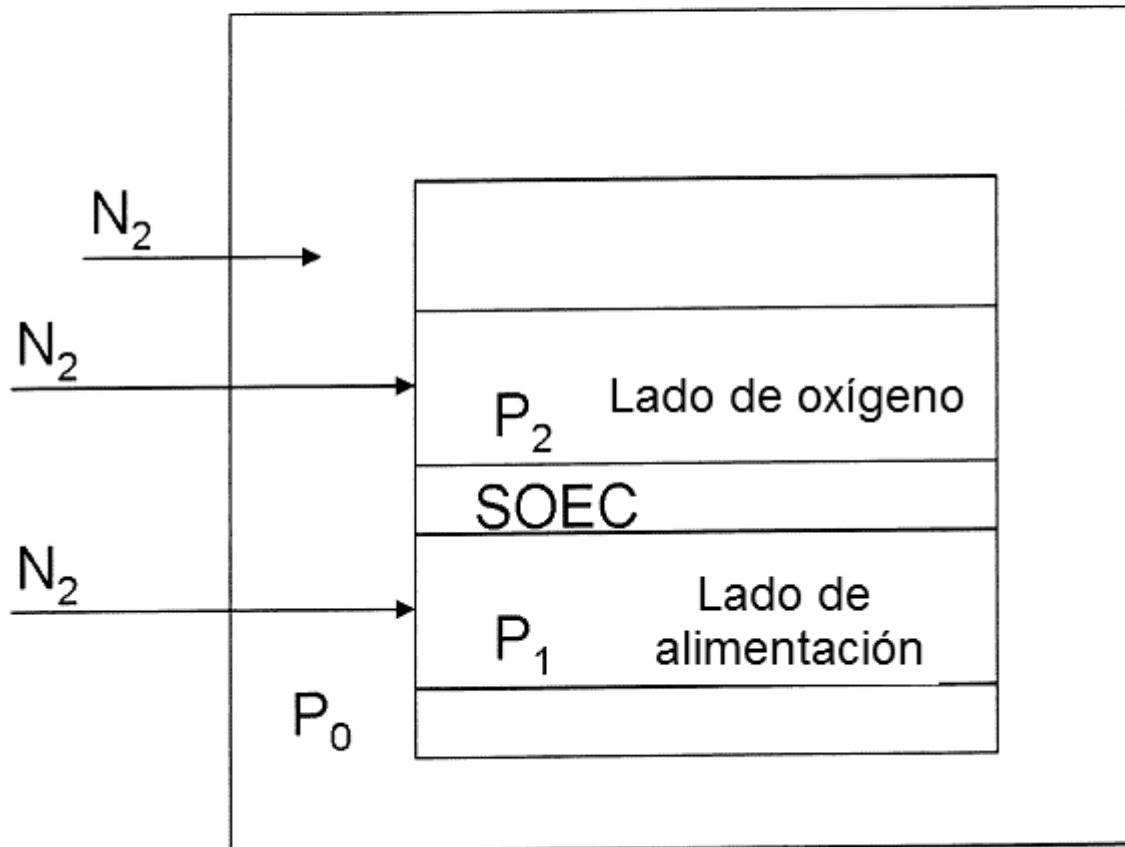 N₂
N₂
P₂ Lado de oxígeno
SOEC
N₂
Lado de
P₁ alimentación
P₀